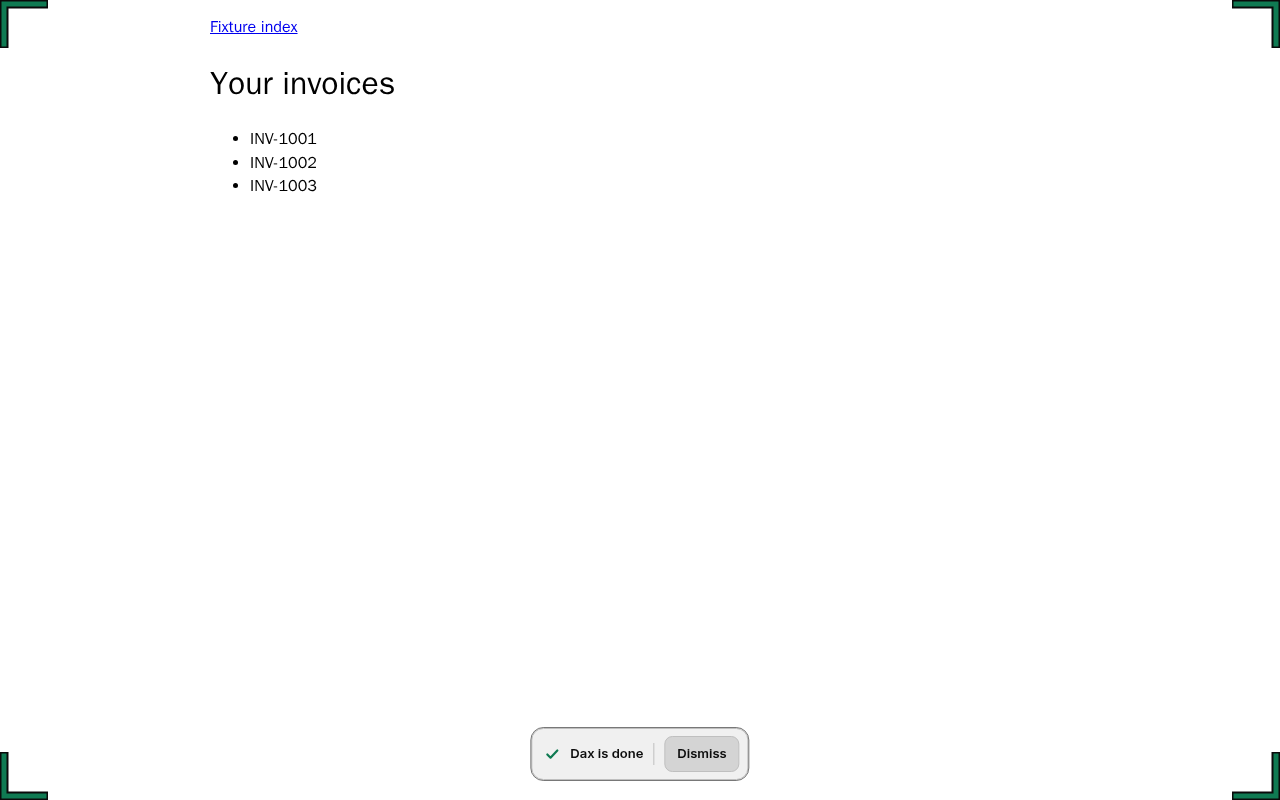 Fixture index
Your invoices
INV-1001
INV-1002
INV-1003
Dax is done
Dismiss